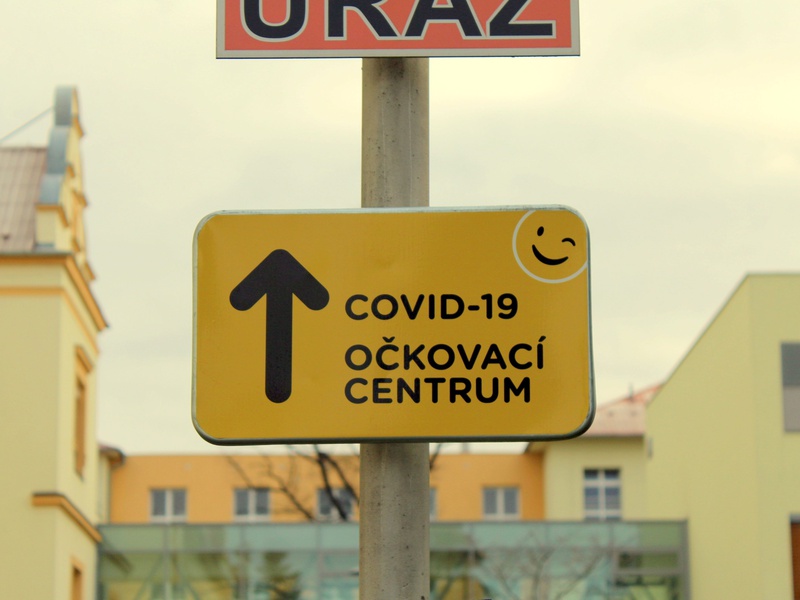 ÚRAZ
COVID-19
OČKOVACÍ
CENTRUM